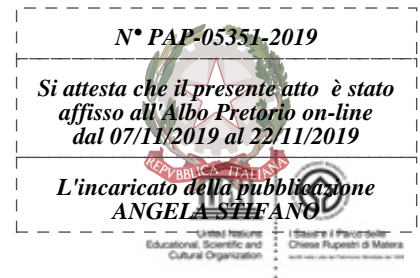 N° PAP-05351-2019
Si attesta che il presente atto è stato
affisso all'Albo Pretorio on-line
dal 07/11/2019 al 22/11/2019
L'incaricato della pubblicazione
ANGELA STIFANO
REPVBBLICA ITALIANA
United Nations
Educational, Scientific and
Cultural Organization
I Sassi e il Parco delle
Chiese Rupestri di Matera